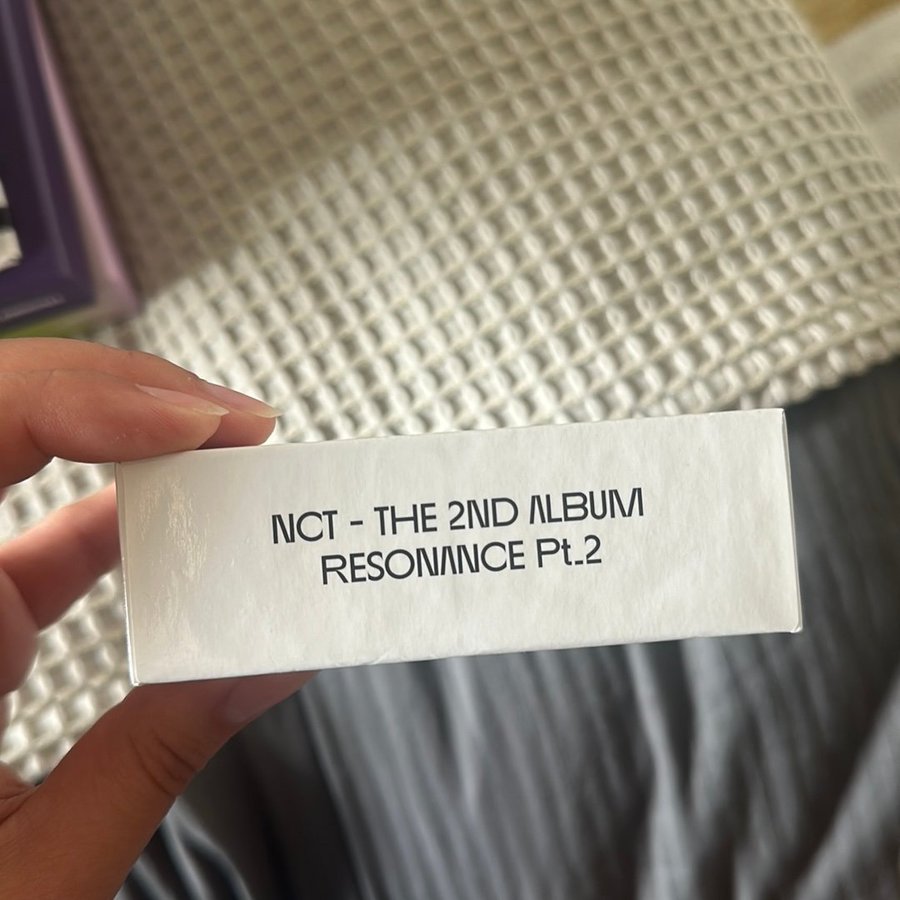 NCT - THE 2ND ALBUM
RESONANCE Pt.2